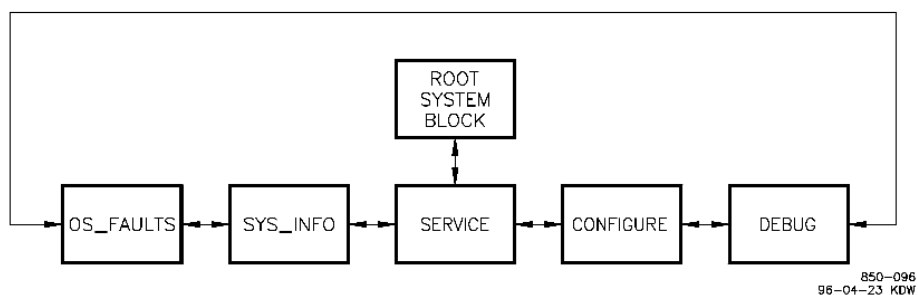 ROOT
SYSTEM
BLOCK
OS_FAULTS
SYS_INFO
SERVICE
CONFIGURE
DEBUG
850-096
96-04-23 KDW